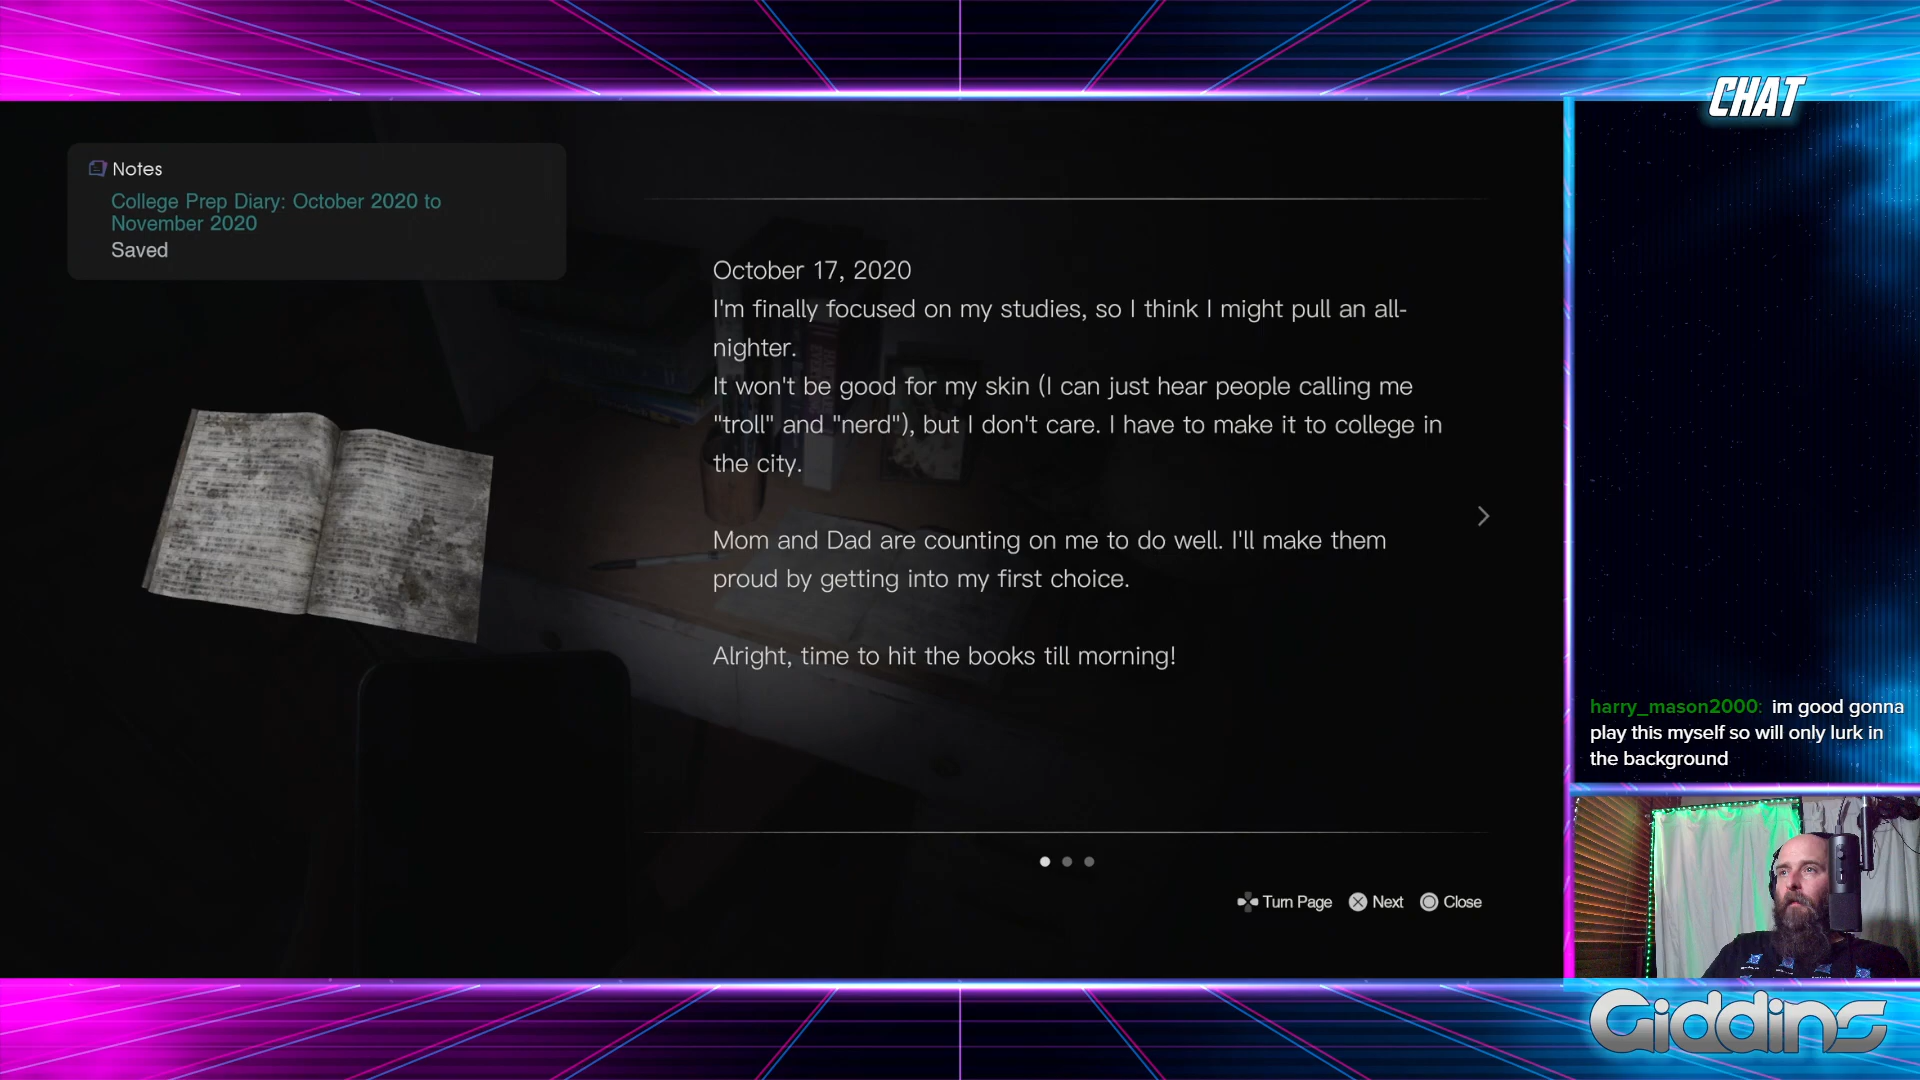 CHAT
Notes
College Prep Diary: October 2020 to
November 2020
Saved
October 17, 2020
I'm finally focused on my studies, so I think I might pull an all-
nighter.
It won't be good for my skin (I can just hear people calling me
"troll" and "nerd"), but I don't care. I have to make it to college in
the city.
Mom and Dad are counting on me to do well. I'll make them
proud by getting into my first choice.
Alright, time to hit the books till morning!
Turn Page Next Close
harry_mason2000: im good gonna
play this myself so will only lurk in
the background
Giddins